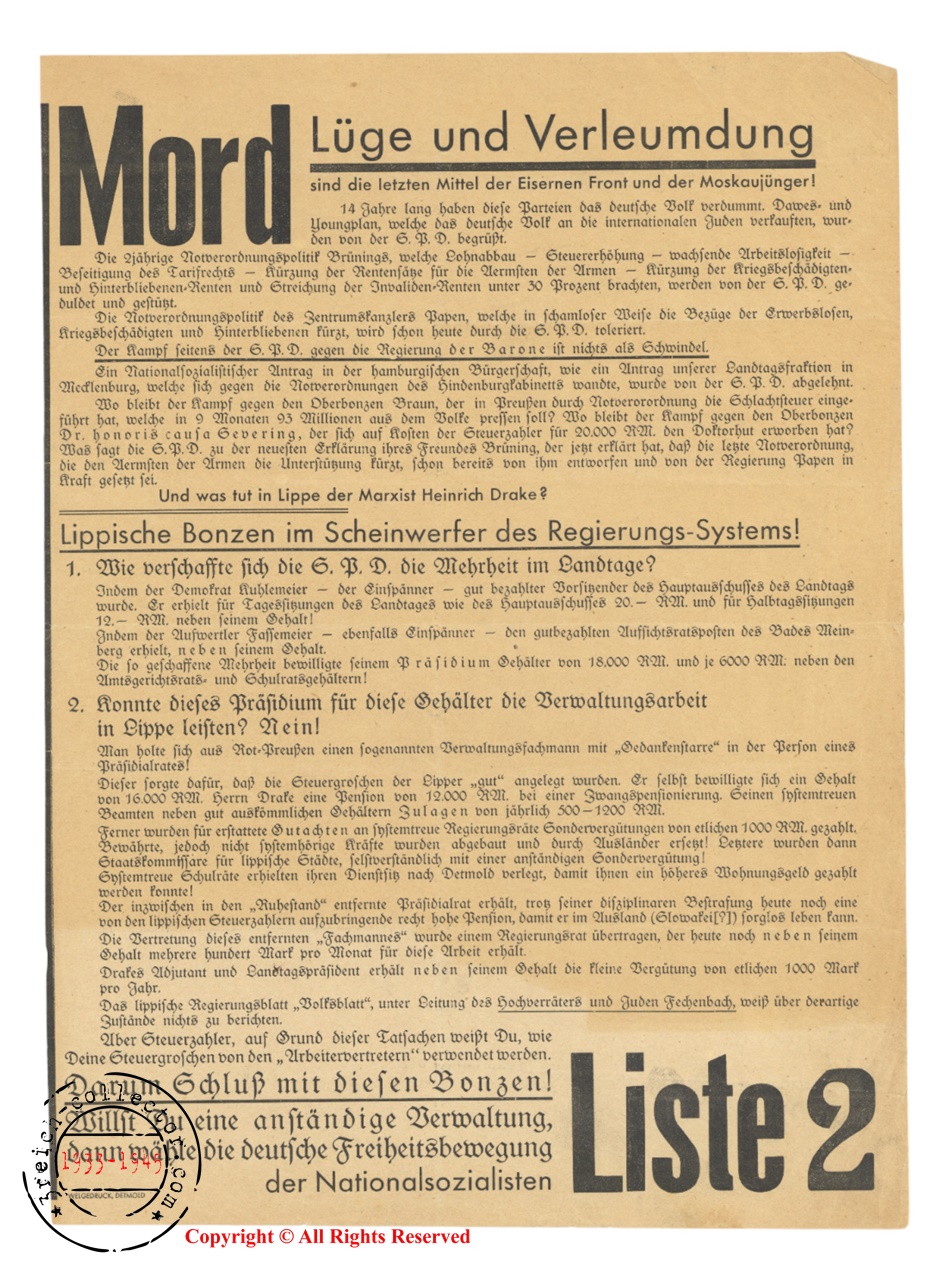 Mord
Lüge und Verleumdung
sind die letzten Mittel der Eisernen Front und der Moskaujünger!
14 Jahre lang haben diese Parteien das deutsche Volk verdummt. Dawes- und
Youngplan, welche das deutsche Volk an die internationalen Juden verkauften, wur-
den von der S. P. D. begrüßt.
Die 2jährige Notverordnungspolitik Brünings, welche Lohnabbau — Steuererhöhung — wachsende Arbeitslosigkeit —
Beseitigung des Tarifrechts — Kürzung der Rentensätze für die Aermsten der Armen — Kürzung der Kriegsbeschädigten-
und Hinterbliebenen-Renten und Streichung der Invaliden-Renten unter 30 Prozent brachten, werden von der S. P. D. ge-
duldet und gestützt.
Die Notverordnungspolitik des Zentrumskanzlers Papen, welche in schamloser Weise die Bezüge der Erwerbslosen,
Kriegsbeschädigten und Hinterbliebenen kürzt, wird schon heute durch die S. P. D. toleriert.
Der Kampf seitens der S. P. D. gegen die Regierung der Barone ist nichts als Schwindel.
Ein Nationalsozialistischer Antrag in der hamburgischen Bürgerschaft, wie ein Antrag unserer Landtagsfraktion in
Mecklenburg, welche sich gegen die Notverordnungen des Hindenburgkabinetts wandte, wurde von der S. P. D. abgelehnt.
Wo bleibt der Kampf gegen den Oberbonzen Braun, der in Preußen durch Notverorordnung die Schlachtsteuer einge-
führt hat, welche in 9 Monaten 93 Millionen aus dem Volke pressen soll? Wo bleibt der Kampf gegen den Oberbonzen
Dr. honoris causa Severing, der sich auf Kosten der Steuerzahler für 20.000 RM. den Doktorhut erworben hat?
Was sagt die S. P. D. zu der neuesten Erklärung ihres Freundes Brüning, der jetzt erklärt hat, daß die letzte Notverordnung,
die den Aermsten der Armen die Unterstützung kürzt, schon bereits von ihm entworfen und von der Regierung Papen in
Kraft gesetzt sei.
Und was tut in Lippe der Marxist Heinrich Drake?
Lippische Bonzen im Scheinwerfer des Regierungs-Systems!
1. Wie verschaffte sich die S. P. D. die Mehrheit im Landtage?
Indem der Demokrat Kuhlemeier — der Einspänner — gut bezahlter Vorsitzender des Hauptausschusses des Landtags
wurde. Er erhielt für Tagessitzungen des Landtages wie des Hauptausschusses 20.— RM. und für Halbtagssitzungen
12.— RM. neben seinem Gehalt!
Indem der Aufwertler Fassemeier — ebenfalls Einspänner — den gutbezahlten Aufsichtsratsposten des Bades Mein-
berg erhielt, neben seinem Gehalt.
Die so geschaffene Mehrheit bewilligte seinem Präsidium Gehälter von 18.000 RM. und je 6000 RM. neben den
Amtsgerichtsrats- und Schulratsgehältern!
2. Konnte dieses Präsidium für diese Gehälter die Verwaltungsarbeit
in Lippe leisten? Nein!
Man holte sich aus Rot-Preußen einen sogenannten Verwaltungsfachmann mit „Gedankenstarre" in der Person eines
Präsidialrates!
Dieser sorgte dafür, daß die Steuergroschen der Lipper „gut" angelegt wurden. Er selbst bewilligte sich ein Gehalt
von 16.000 RM. Herrn Drake eine Pension von 12.000 RM. bei einer Zwangspensionierung. Seinen systemtreuen
Beamten neben gut auskömmlichen Gehältern Zulagen von jährlich 500—1200 RM.
Ferner wurden für erstattete Gutachten an systemtreue Regierungsräte Sondervergütungen von etlichen 1000 RM. gezahlt.
Bewährte, jedoch nicht systemhörige Kräfte wurden abgebaut und durch Ausländer ersetzt! Letztere wurden dann
Staatskommissare für lippische Städte, selstverständlich mit einer anständigen Sondervergütung!
Systemtreue Schulräte erhielten ihren Dienstsitz nach Detmold verlegt, damit ihnen ein höheres Wohnungsgeld gezahlt
werden konnte!
Der inzwischen in den „Ruhestand" entfernte Präsidialrat erhält, trotz seiner disziplinaren Bestrafung heute noch eine
von den lippischen Steuerzahlern aufzubringende recht hohe Pension, damit er im Ausland (Slowakei[?]) sorglos leben kann.
Die Vertretung dieses entfernten „Fachmannes" wurde einem Regierungsrat übertragen, der heute noch neben seinem
Gehalt mehrere hundert Mark pro Monat für diese Arbeit erhält.
Drakes Adjutant und Landtagspräsident erhält neben seinem Gehalt die kleine Vergütung von etlichen 1000 Mark
pro Jahr.
Das lippische Regierungsblatt „Volksblatt", unter Leitung des Hochverräters und Juden Fechenbach, weiß über derartige
Zustände nichts zu berichten.
Aber Steuerzahler, auf Grund dieser Tatsachen weißt Du, wie
Deine Steuergroschen von den „Arbeitervertretern" verwendet werden.
Darum Schluß mit diesen Bonzen!
Willst Du eine anständige Verwaltung,
dann wähle die deutsche Freiheitsbewegung
der Nationalsozialisten
Liste 2
WELGEDRUCK, DETMOLD
3reich-collector.com
1933-1945
Copyright © All Rights Reserved